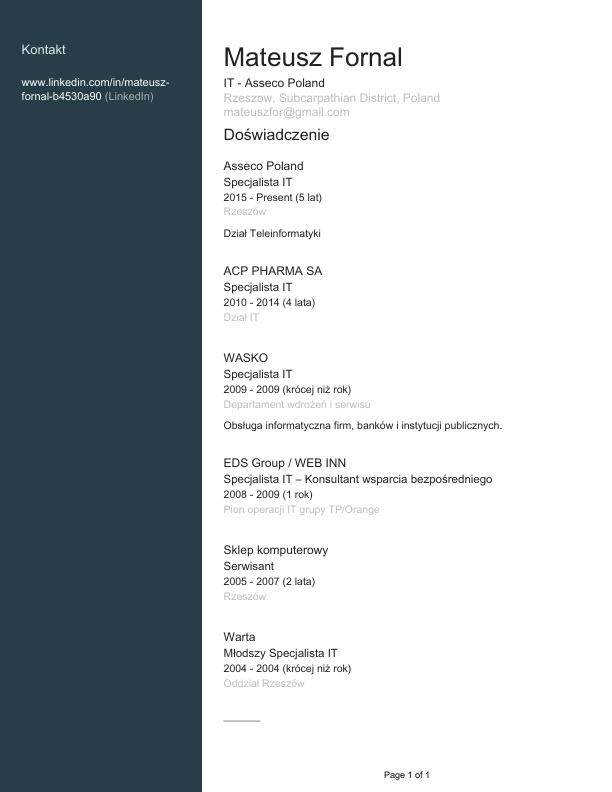 Kontakt
www.linkedin.com/in/mateusz-
fornal-b4530a90 (LinkedIn)
Mateusz Fornal
IT - Asseco Poland
Rzeszow, Subcarpathian District, Poland
mateuszfor@gmail.com
Doświadczenie
Asseco Poland
Specjalista IT
2015 - Present (5 lat)
Rzeszów
Dział Teleinformatyki
ACP PHARMA SA
Specjalista IT
2010 - 2014 (4 lata)
Dział IT
WASKO
Specjalista IT
2009 - 2009 (krócej niż rok)
Departament wdrożeń i serwisu
Obsługa informatyczna firm, banków i instytucji publicznych.
EDS Group / WEB INN
Specjalista IT – Konsultant wsparcia bezpośredniego
2008 - 2009 (1 rok)
Pion operacji IT grupy TP/Orange
Sklep komputerowy
Serwisant
2005 - 2007 (2 lata)
Rzeszów
Warta
Młodszy Specjalista IT
2004 - 2004 (krócej niż rok)
Oddział Rzeszów
Page 1 of 1